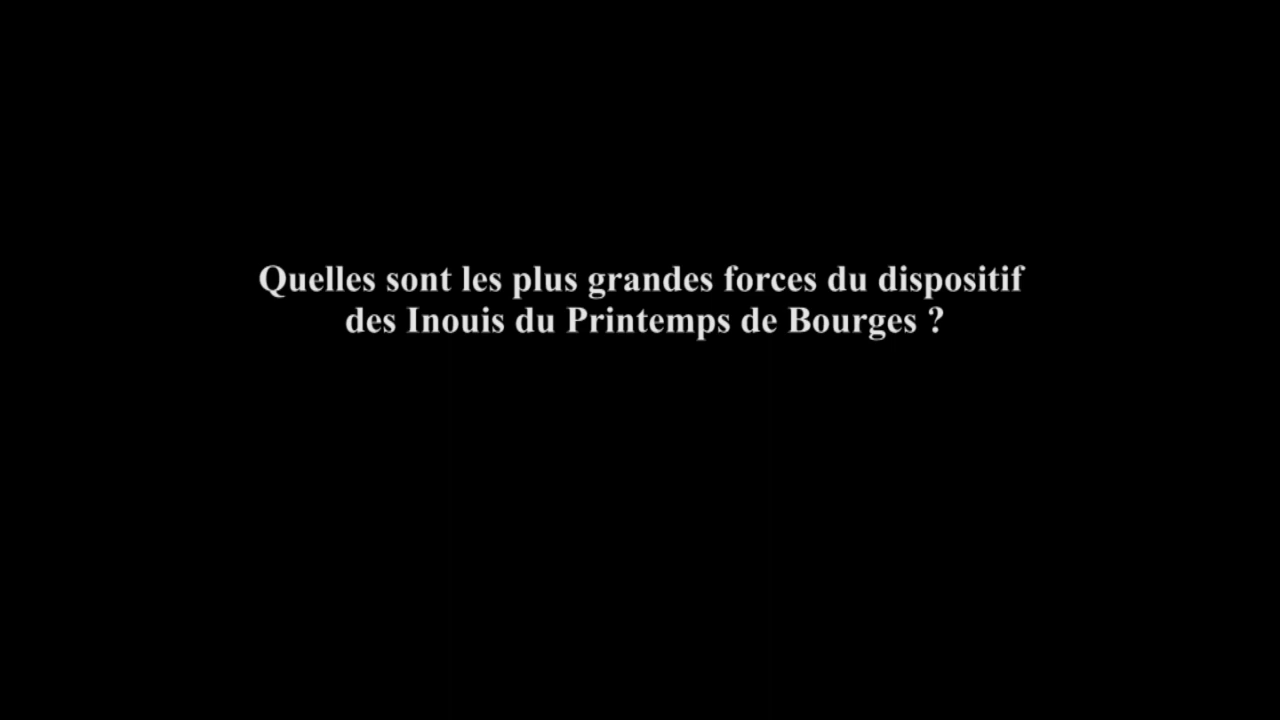 Quelles sont les plus grandes forces du dispositif
des Inouis du Printemps de Bourges ?